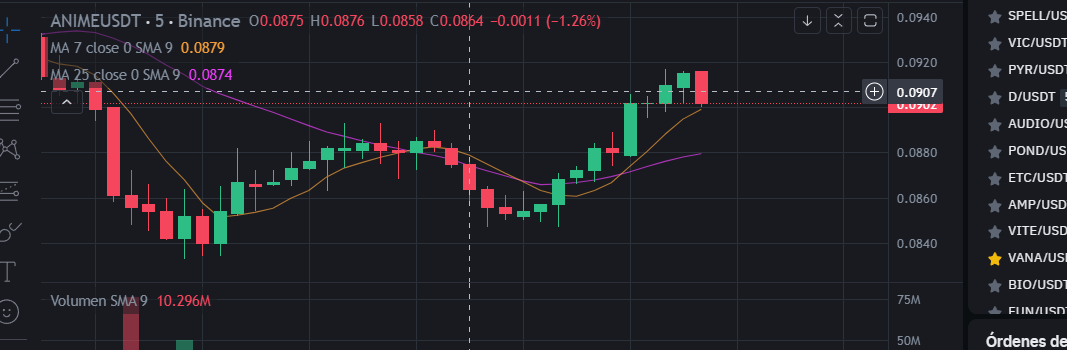 ANIMEUSDT · 5 · Binance O0.0875 H0.0876 L0.0858 C0.0864 −0.0011 (−1.26%)
MA 7 close 0 SMA 9 0.0879
MA 25 close 0 SMA 9 0.0874
0.0940
0.0920
0.0907
0.0902
0.0880
0.0860
0.0840
Volumen SMA 9 10.296M
75M
50M
SPELL/US
VIC/USDT
PYR/USDT
D/USDT 5
AUDIO/U
POND/US
ETC/USDT
AMP/USD
VITE/USD
VANA/US
BIO/USDT
FUN/USDT
Órdenes de